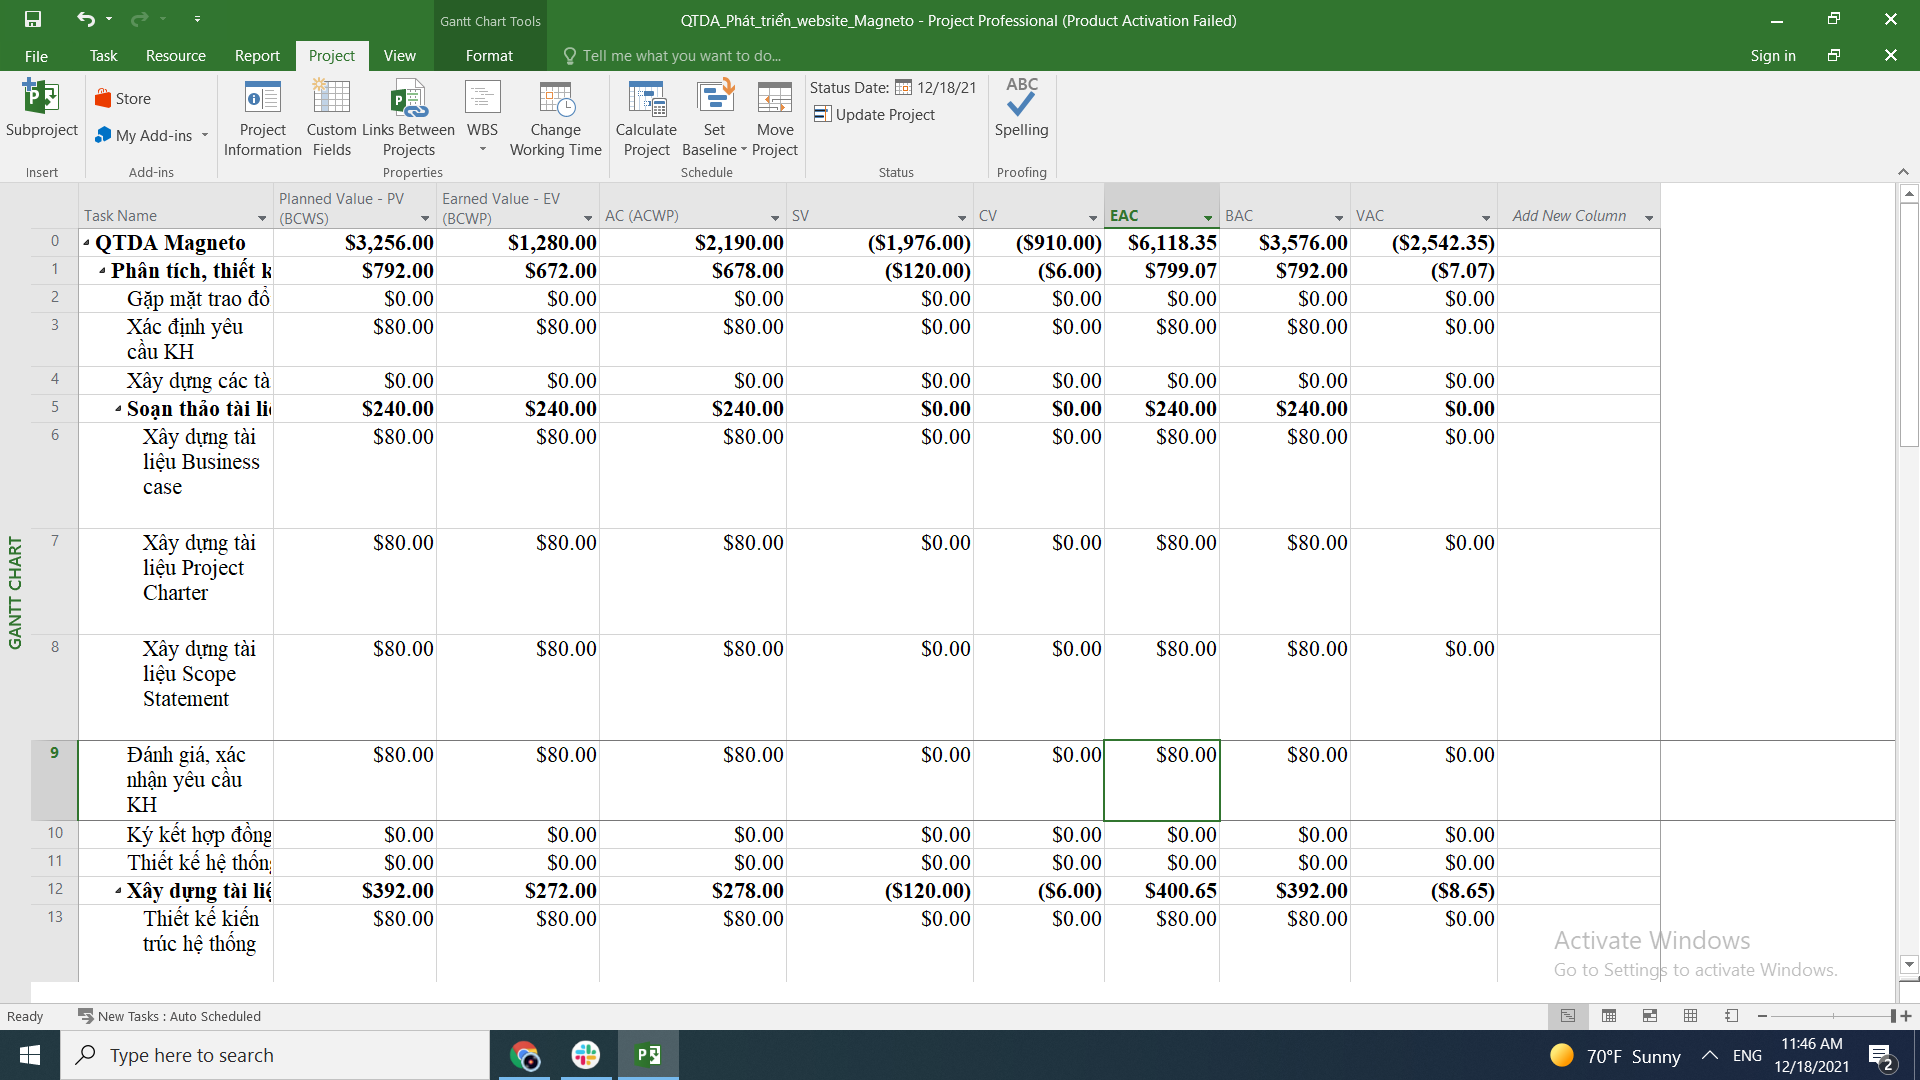 Gantt Chart Tools
QTDA_Phát_triển_website_Magneto - Project Professional (Product Activation Failed)
File Task Resource Report Project View Format Tell me what you want to do... Sign in
Subproject
Insert
Store
My Add-ins
Add-ins
Project Information
Custom Fields
Links Between Projects
WBS
Change Working Time
Properties
Calculate Project
Set Baseline
Move Project
Schedule
Status Date: 12/18/21
Update Project
Status
ABC
Spelling
Proofing
Task Name Planned Value - PV (BCWS) Earned Value - EV (BCWP) AC (ACWP) SV CV EAC BAC VAC Add New Column
0 QTDA Magneto $3,256.00 $1,280.00 $2,190.00 ($1,976.00) ($910.00) $6,118.35 $3,576.00 ($2,542.35)
1 Phân tích, thiết k $792.00 $672.00 $678.00 ($120.00) ($6.00) $799.07 $792.00 ($7.07)
2 Gặp mặt trao đổ $0.00 $0.00 $0.00 $0.00 $0.00 $0.00 $0.00 $0.00
3 Xác định yêu $80.00 $80.00 $80.00 $0.00 $0.00 $80.00 $80.00 $0.00
cầu KH
4 Xây dựng các tà $0.00 $0.00 $0.00 $0.00 $0.00 $0.00 $0.00 $0.00
5 Soạn thảo tài li $240.00 $240.00 $240.00 $0.00 $0.00 $240.00 $240.00 $0.00
6 Xây dựng tài $80.00 $80.00 $80.00 $0.00 $0.00 $80.00 $80.00 $0.00
liệu Business
case
7 Xây dựng tài $80.00 $80.00 $80.00 $0.00 $0.00 $80.00 $80.00 $0.00
liệu Project
Charter
8 Xây dựng tài $80.00 $80.00 $80.00 $0.00 $0.00 $80.00 $80.00 $0.00
liệu Scope
Statement
9 Đánh giá, xác $80.00 $80.00 $80.00 $0.00 $0.00 $80.00 $80.00 $0.00
nhận yêu cầu
KH
10 Ký kết hợp đồng $0.00 $0.00 $0.00 $0.00 $0.00 $0.00 $0.00 $0.00
11 Thiết kế hệ thốn $0.00 $0.00 $0.00 $0.00 $0.00 $0.00 $0.00 $0.00
12 Xây dựng tài liệ $392.00 $272.00 $278.00 ($120.00) ($6.00) $400.65 $392.00 ($8.65)
13 Thiết kế kiến $80.00 $80.00 $80.00 $0.00 $0.00 $80.00 $80.00 $0.00
trúc hệ thống
GANTT CHART
Activate Windows
Go to Settings to activate Windows.
Ready New Tasks : Auto Scheduled
Type here to search
70°F Sunny ENG
11:46 AM
12/18/2021
2